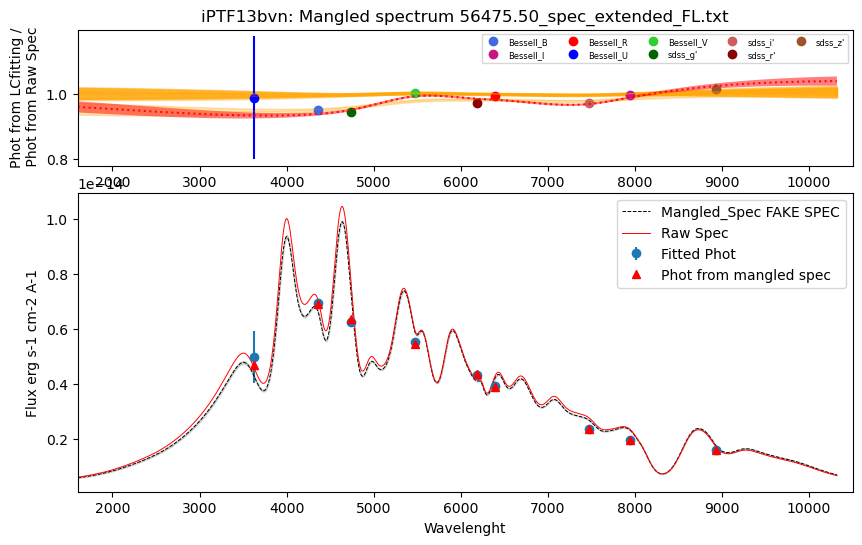 iPTF13bvn: Mangled spectrum 56475.50_spec_extended_FL.txt
Phot from LCfitting /
Phot from Raw Spec
1.0
0.8
Bessell_B
Bessell_R
Bessell_V
sdss_i'
sdss_z'
Bessell_I
Bessell_U
sdss_g'
sdss_r'
2000 3000 4000 5000 6000 7000 8000 9000 10000
1e−14
Flux erg s-1 cm-2 A-1
1.0
0.8
0.6
0.4
0.2
Mangled_Spec FAKE SPEC
Raw Spec
Fitted Phot
Phot from mangled spec
2000 3000 4000 5000 6000 7000 8000 9000 10000
Wavelenght